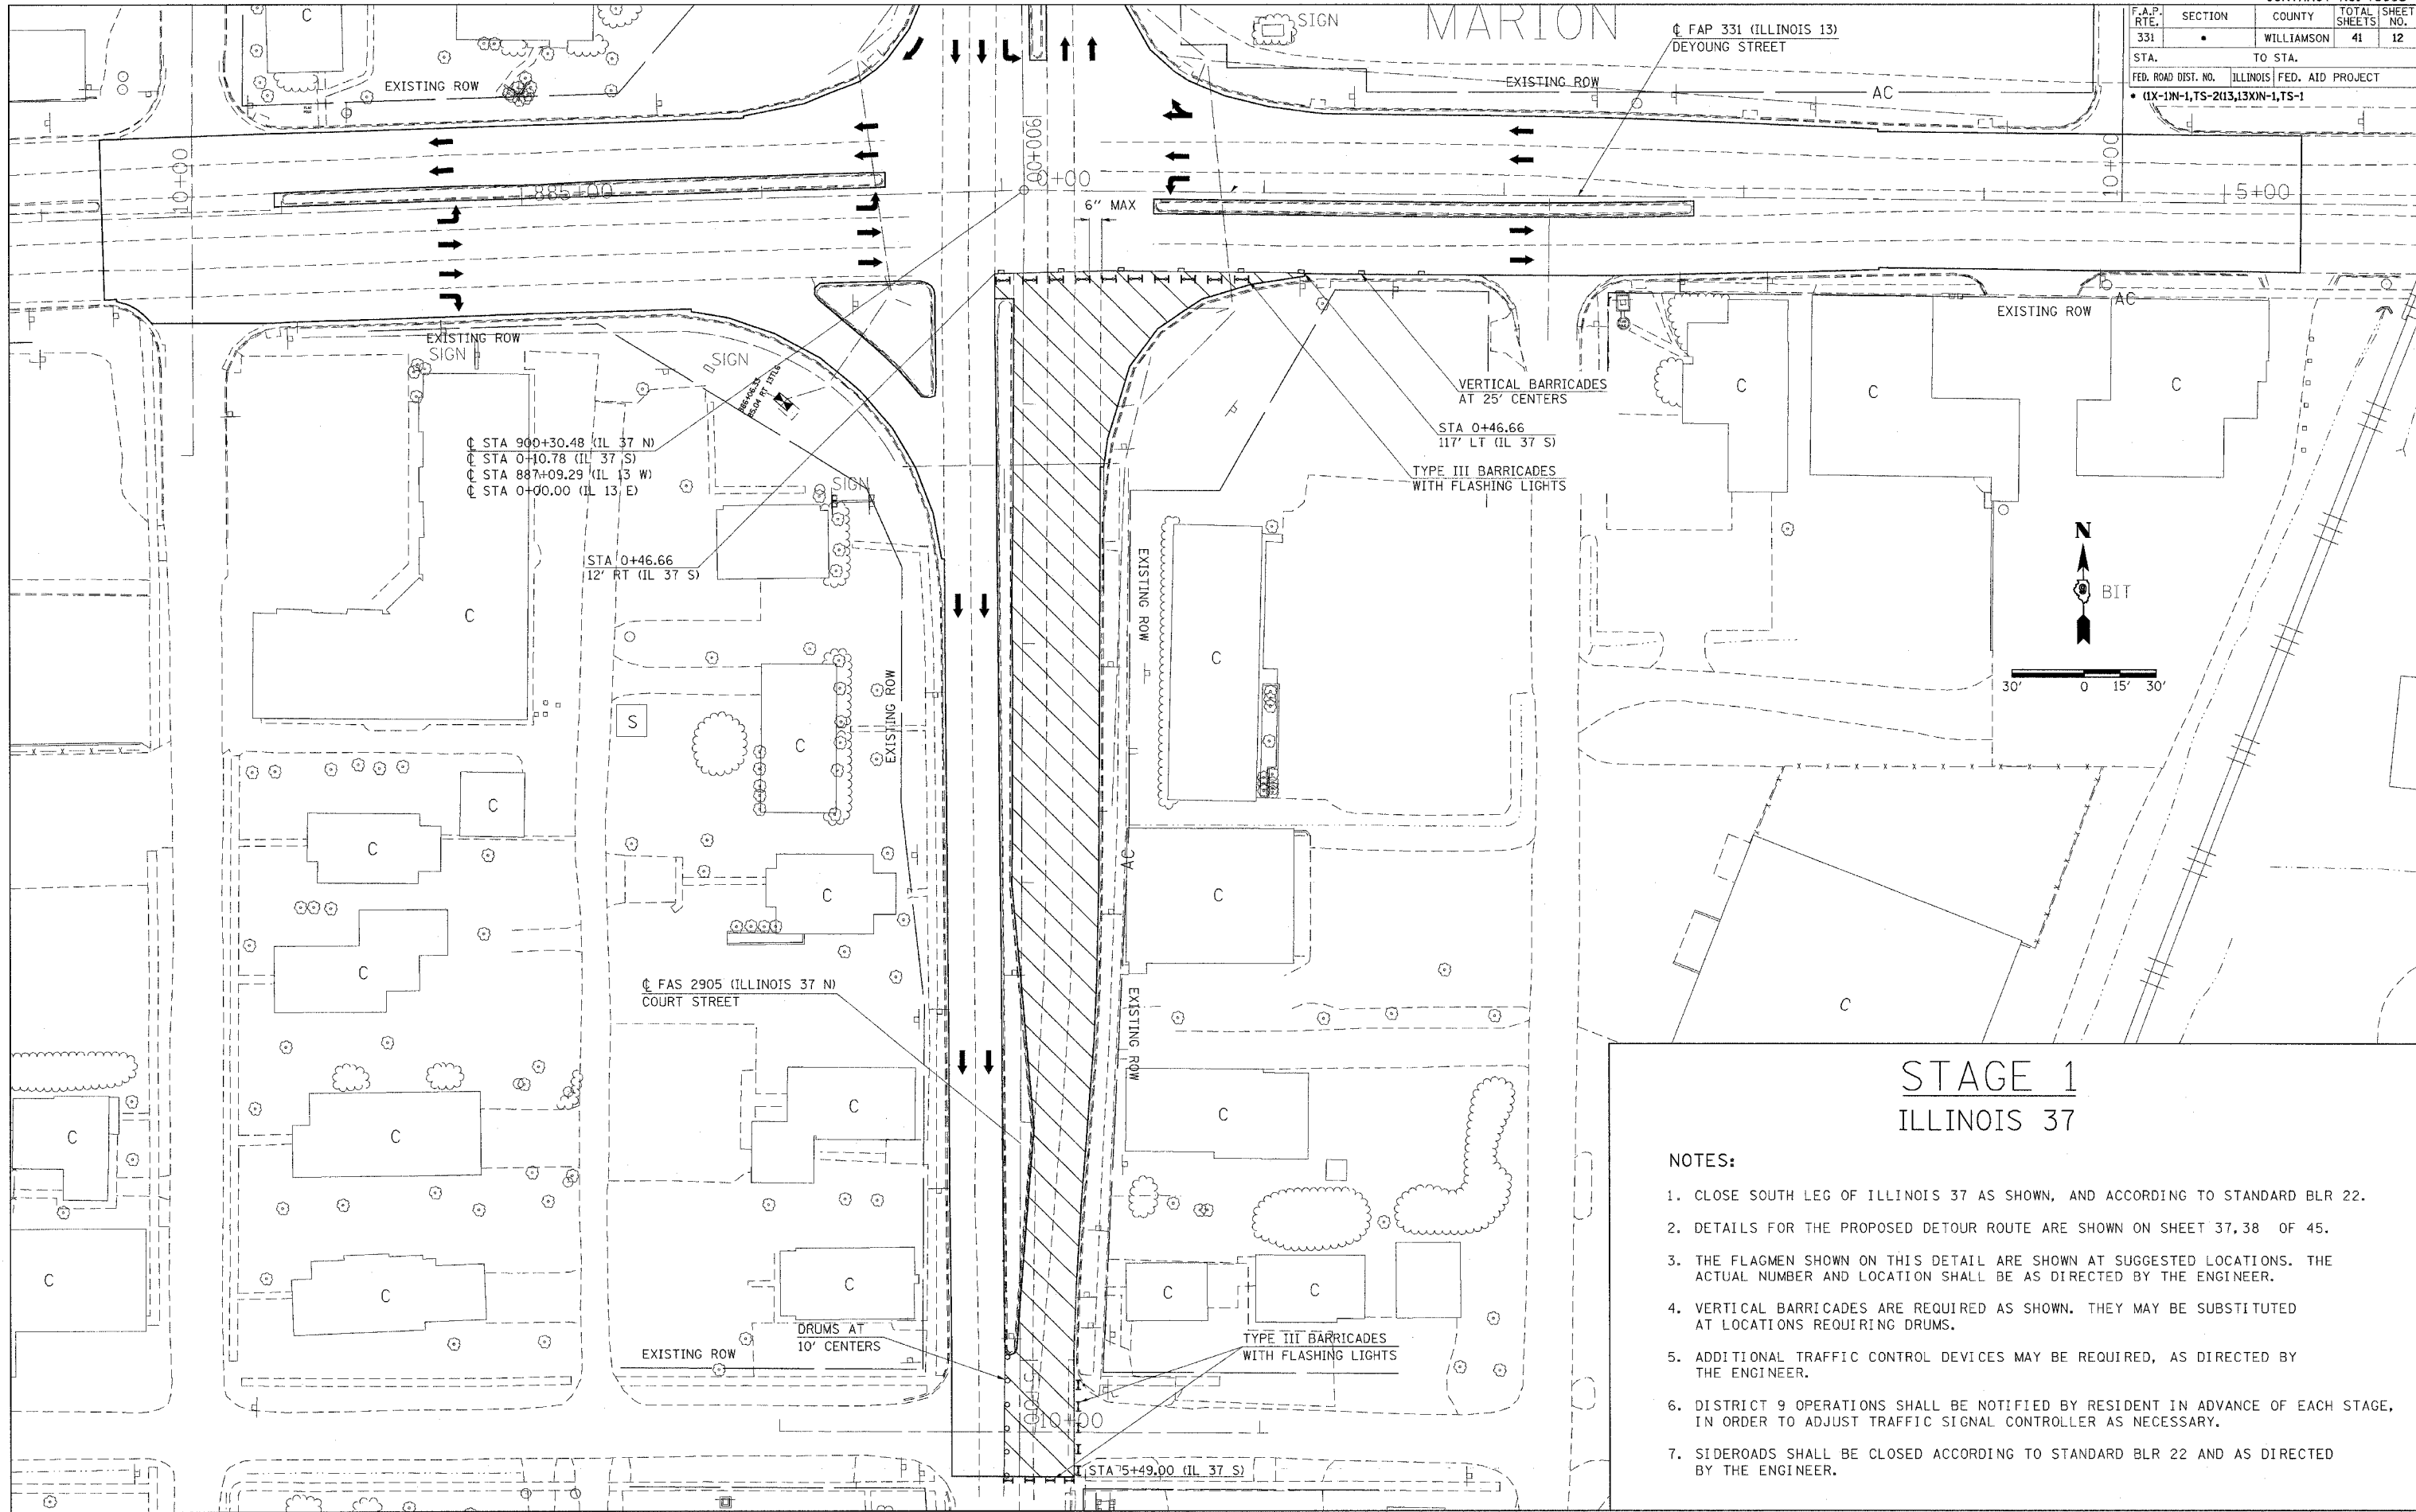 MARION
SIGN
C
℄ FAP 331 (ILLINOIS 13)
DEYOUNG STREET
F.A.P. RTE. SECTION COUNTY TOTAL SHEETS SHEET NO.
331 • WILLIAMSON 41 12
STA. TO STA.
FED. ROAD DIST. NO. ILLINOIS FED. AID PROJECT
• (1X-1)N-1,TS-2(13,13X)N-1,TS-1
EXISTING ROW
EXISTING ROW
AC
10+00
885+00
900+00
0+00
6" MAX
10+00
5+00
EXISTING ROW
AC
EXISTING ROW
SIGN
SIGN
VERTICAL BARRICADES
AT 25' CENTERS
C
C
C
℄ STA 900+30.48 (IL 37 N)
℄ STA 0+10.78 (IL 37 S)
℄ STA 887+09.29 (IL 13 W)
℄ STA 0+00.00 (IL 13 E)
SIGN
STA 0+46.66
117' LT (IL 37 S)
TYPE III BARRICADES
WITH FLASHING LIGHTS
STA 0+46.66
12' RT (IL 37 S)
EXISTING ROW
N
BIT
30' 0 15' 30'
C
C
S
C
EXISTING ROW
C
C
C
AC
C
C
C
℄ FAS 2905 (ILLINOIS 37 N)
COURT STREET
EXISTING ROW
C
C
C
C
C
C
C
C
C
C
DRUMS AT
10' CENTERS
EXISTING ROW
TYPE III BARRICADES
WITH FLASHING LIGHTS
10+00
STA 5+49.00 (IL 37 S)
STAGE 1
ILLINOIS 37
NOTES:
1. CLOSE SOUTH LEG OF ILLINOIS 37 AS SHOWN, AND ACCORDING TO STANDARD BLR 22.
2. DETAILS FOR THE PROPOSED DETOUR ROUTE ARE SHOWN ON SHEET 37,38 OF 45.
3. THE FLAGMEN SHOWN ON THIS DETAIL ARE SHOWN AT SUGGESTED LOCATIONS. THE
ACTUAL NUMBER AND LOCATION SHALL BE AS DIRECTED BY THE ENGINEER.
4. VERTICAL BARRICADES ARE REQUIRED AS SHOWN. THEY MAY BE SUBSTITUTED
AT LOCATIONS REQUIRING DRUMS.
5. ADDITIONAL TRAFFIC CONTROL DEVICES MAY BE REQUIRED, AS DIRECTED BY
THE ENGINEER.
6. DISTRICT 9 OPERATIONS SHALL BE NOTIFIED BY RESIDENT IN ADVANCE OF EACH STAGE,
IN ORDER TO ADJUST TRAFFIC SIGNAL CONTROLLER AS NECESSARY.
7. SIDEROADS SHALL BE CLOSED ACCORDING TO STANDARD BLR 22 AND AS DIRECTED
BY THE ENGINEER.